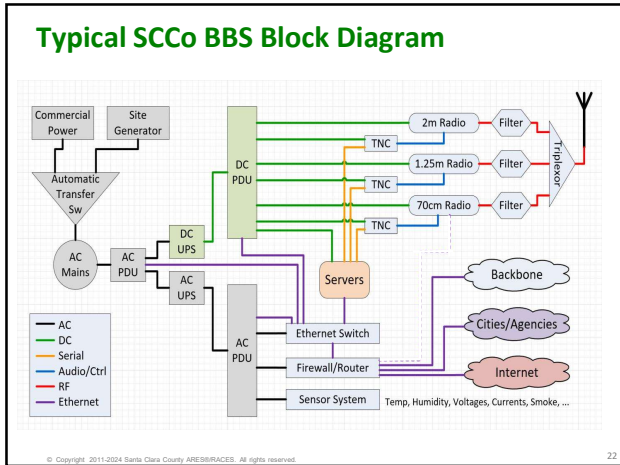 Typical SCCo BBS Block Diagram
Commercial
Power
Site
Generator
Automatic
Transfer
Sw
AC
Mains
AC
PDU
DC
UPS
AC
UPS
DC
PDU
AC
PDU
2m Radio
Filter
TNC
1.25m Radio
Filter
TNC
70cm Radio
Filter
TNC
Triplexor
Servers
Ethernet Switch
Firewall/Router
Sensor System
Temp, Humidity, Voltages, Currents, Smoke, ...
Backbone
Cities/Agencies
Internet
AC
DC
Serial
Audio/Ctrl
RF
Ethernet
© Copyright 2011-2024 Santa Clara County ARES®/RACES. All rights reserved.
22